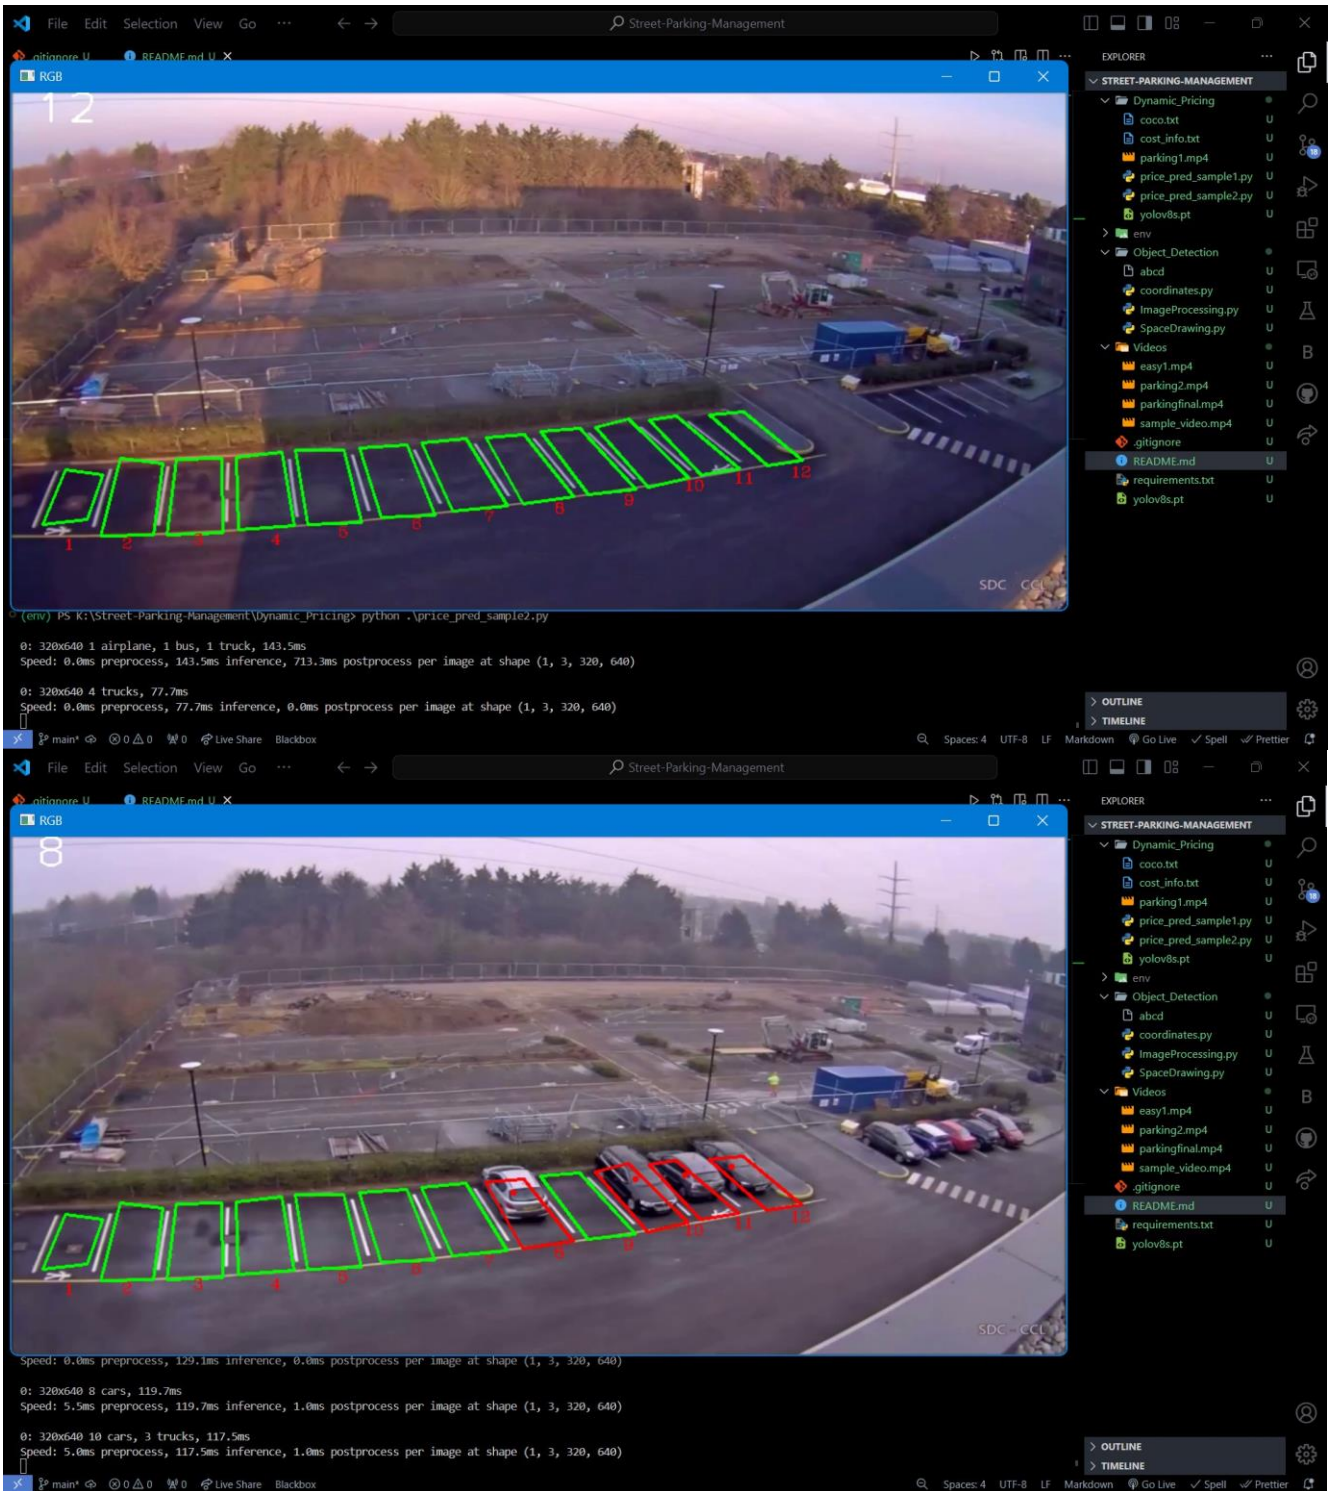 File Edit Selection View Go ··· ← → Street-Parking-Management
.gitignore U README.md U × ···
RGB
12
1 2 3 4 5 6 7 8 9 10 11 12
SDC - CCL
(env) PS K:\Street-Parking-Management\Dynamic_Pricing> python .\price_pred_sample2.py
0: 320x640 1 airplane, 1 bus, 1 truck, 143.5ms
Speed: 0.0ms preprocess, 143.5ms inference, 713.3ms postprocess per image at shape (1, 3, 320, 640)
0: 320x640 4 trucks, 77.7ms
Speed: 0.0ms preprocess, 77.7ms inference, 0.0ms postprocess per image at shape (1, 3, 320, 640)
EXPLORER ···
STREET-PARKING-MANAGEMENT
Dynamic_Pricing
coco.txt U
cost_info.txt U
parking1.mp4 U
price_pred_sample1.py U
price_pred_sample2.py U
yolov8s.pt U
env
Object_Detection
abcd U
coordinates.py U
ImageProcessing.py U
SpaceDrawing.py U
Videos
easy1.mp4 U
parking2.mp4 U
parkingfinal.mp4 U
sample_video.mp4 U
.gitignore U
README.md U
requirements.txt U
yolov8s.pt U
OUTLINE
TIMELINE
18
B
main* 0 0 0 Live Share Blackbox Spaces: 4 UTF-8 LF Markdown Go Live Spell Prettier
File Edit Selection View Go ··· ← → Street-Parking-Management
.gitignore U README.md U × ···
RGB
8
1 2 3 4 5 6 7 8 9 10 11 12
SDC - CCL
Speed: 0.0ms preprocess, 129.1ms inference, 0.0ms postprocess per image at shape (1, 3, 320, 640)
0: 320x640 8 cars, 119.7ms
Speed: 5.5ms preprocess, 119.7ms inference, 1.0ms postprocess per image at shape (1, 3, 320, 640)
0: 320x640 10 cars, 3 trucks, 117.5ms
Speed: 5.0ms preprocess, 117.5ms inference, 1.0ms postprocess per image at shape (1, 3, 320, 640)
EXPLORER ···
STREET-PARKING-MANAGEMENT
Dynamic_Pricing
coco.txt U
cost_info.txt U
parking1.mp4 U
price_pred_sample1.py U
price_pred_sample2.py U
yolov8s.pt U
env
Object_Detection
abcd U
coordinates.py U
ImageProcessing.py U
SpaceDrawing.py U
Videos
easy1.mp4 U
parking2.mp4 U
parkingfinal.mp4 U
sample_video.mp4 U
.gitignore U
README.md U
requirements.txt U
yolov8s.pt U
OUTLINE
TIMELINE
18
B
main* 0 0 0 Live Share Blackbox Spaces: 4 UTF-8 LF Markdown Go Live Spell Prettier